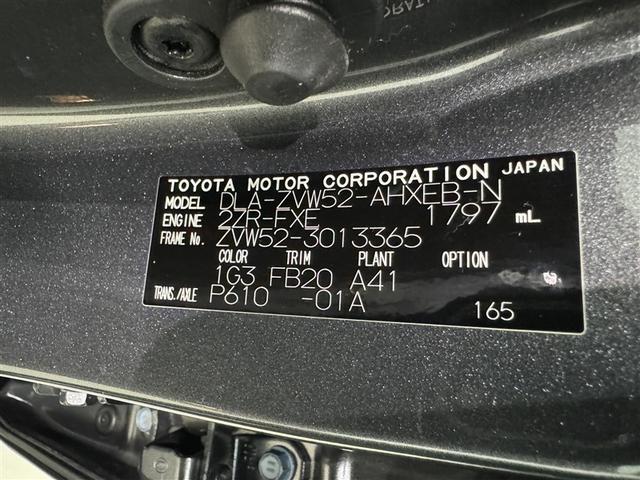 TOYOTA MOTOR CORPORATION JAPAN
MODEL DLA-ZVW52-AHXEB-N
ENGINE 2ZR-FXE 1797 mL
FRAME No. ZVW52-3013365
COLOR TRIM PLANT OPTION
1G3 FB20 A41
TRANS./AXLE P610 -01A 165